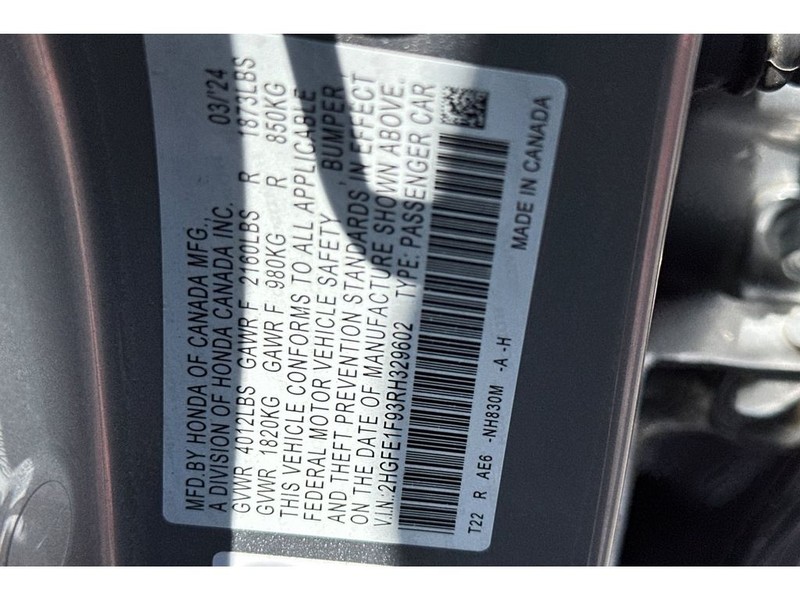 MFD.BY HONDA OF CANADA MFG., 03/'24
A DIVISION OF HONDA CANADA INC.
GVWR 4012LBS GAWR F 2160LBS R 1873LBS
GVWR 1820KG GAWR F 980KG R 850KG
THIS VEHICLE CONFORMS TO ALL APPLICABLE
FEDERAL MOTOR VEHICLE SAFETY , BUMPER ,
AND THEFT PREVENTION STANDARDS IN EFFECT
ON THE DATE OF MANUFACTURE SHOWN ABOVE.
V.I.N.:2HGFE1F93RH329602 TYPE: PASSENGER CAR
T22 R AE6 -NH830M -A -H
MADE IN CANADA